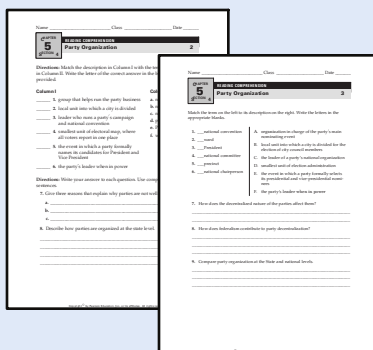 Name Class Date
CHAPTER
5
SECTION 4
READING COMPREHENSION
Party Organization 2
Directions: Match the description in Column I with the
in Column II. Write the letter of the correct answer in the
provided.
Column I
1. group that helps run the party business
2. local unit into which a city is divided
3. leader who runs a party's campaign
and national convention
4. smallest unit of electoral map, where
all voters report in one place
5. the event in which a party formally
names its candidates for President and
Vice President
6. the party's leader when in power
Directions: Write your answer to each question. Use
sentences.
7. Give three reasons that explain why parties are not
a.
b.
c.
8. Describe how parties are organized at the state level.
Name Class Date
CHAPTER
5
SECTION 4
READING COMPREHENSION
Party Organization 3
Match the term on the left to its description on the right. Write the letters in the
appropriate blanks.
1. national convention
2. ward
3. President
4. national committee
5. precinct
6. national chairperson
A. organization in charge of the party's most
outstanding event
B. local unit into which a city is divided for the
election of city council members
C. the leader of a party's national organization
D. smallest unit of election administration
E. the event in which a party formally selects
its presidential and vice-presidential nomi-
nees
F. the party's leader when in power
7. How does the decentralized nature of the parties affect them?
8. How does federalism contribute to party decentralization?
9. Compare party organization at the State and national levels.